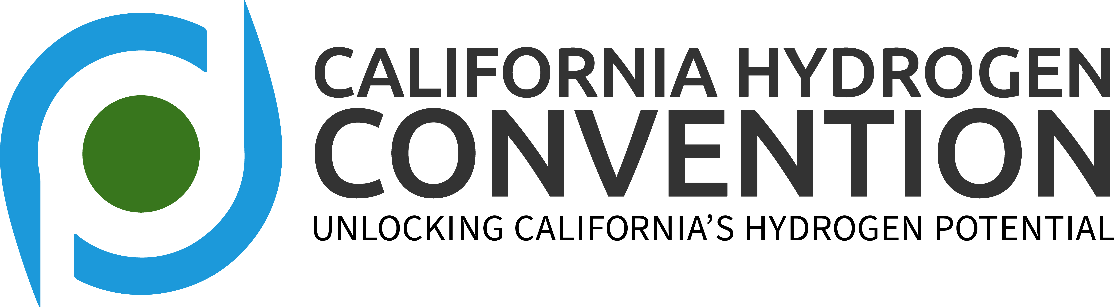 CALIFORNIA HYDROGEN
CONVENTION
UNLOCKING CALIFORNIA’S HYDROGEN POTENTIAL